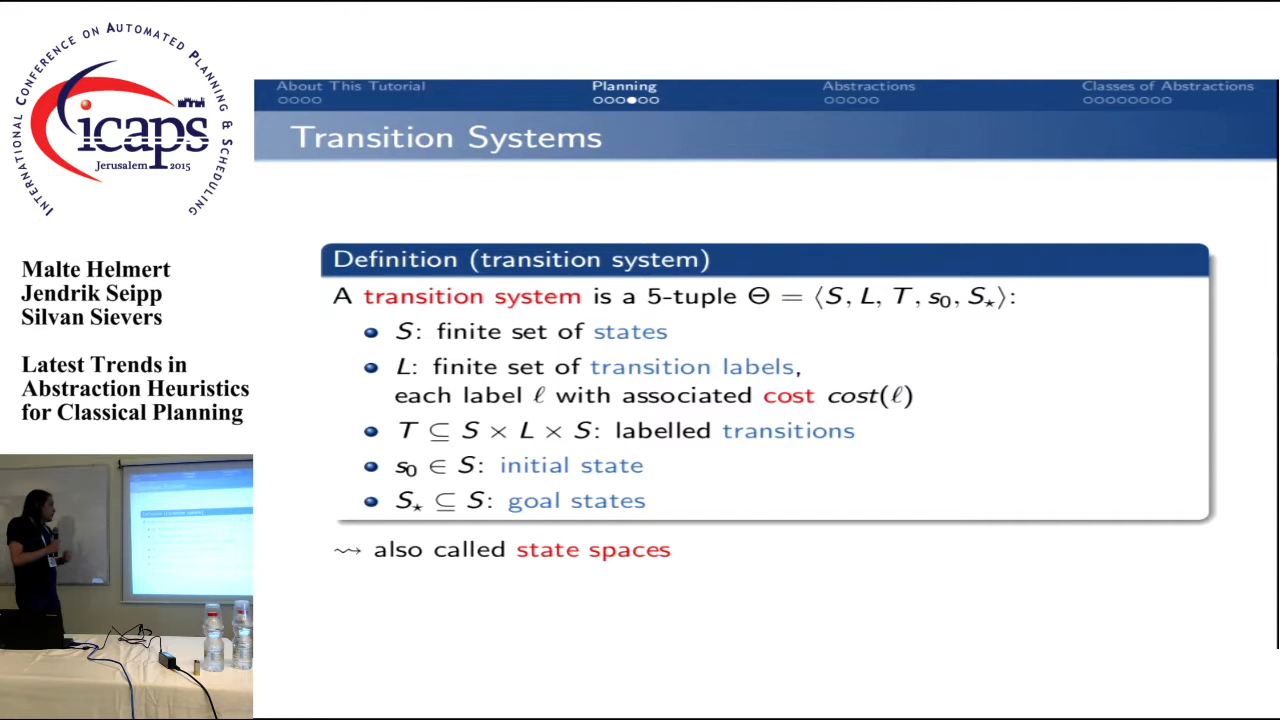 INTERNATIONAL CONFERENCE ON AUTOMATED PLANNING & SCHEDULING
icaps
Jerusalem 2015
Malte Helmert
Jendrik Seipp
Silvan Sievers
Latest Trends in
Abstraction Heuristics
for Classical Planning
About This Tutorial
Planning
Abstractions
Classes of Abstractions
Transition Systems
Definition (transition system)
A transition system is a 5-tuple Θ = ⟨S, L, T, s₀, S⋆⟩:
S: finite set of states
L: finite set of transition labels,
each label ℓ with associated cost cost(ℓ)
T ⊆ S × L × S: labelled transitions
s₀ ∈ S: initial state
S⋆ ⊆ S: goal states
⇝ also called state spaces